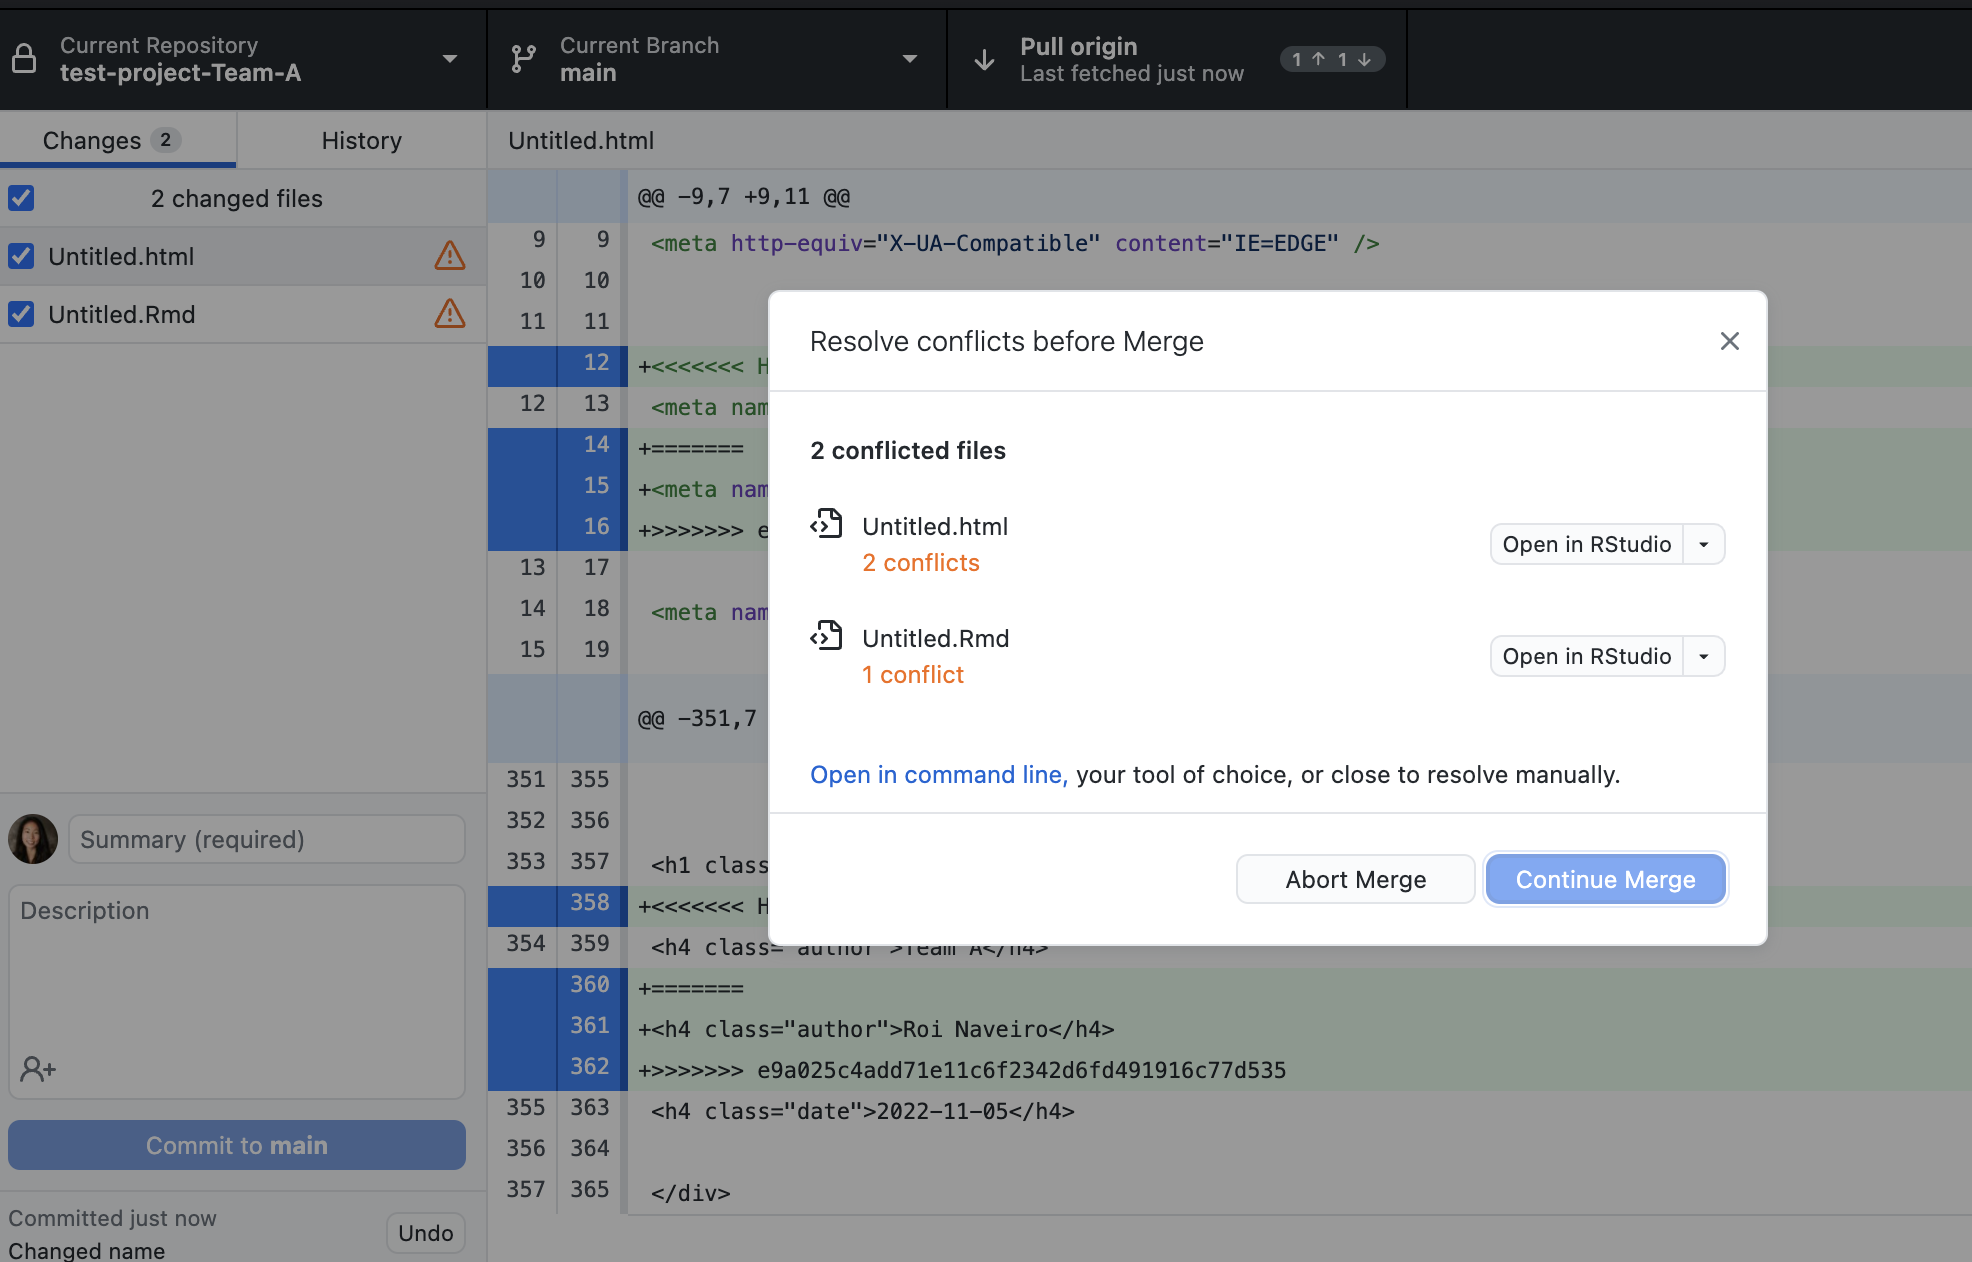 Current Repository
test-project-Team-A
Current Branch
main
Pull origin
Last fetched just now
1 ↑ 1 ↓
Changes 2
History
Untitled.html
2 changed files
Untitled.html
Untitled.Rmd
@@ -9,7 +9,11 @@
9 9 <meta http-equiv="X-UA-Compatible" content="IE=EDGE" />
10 10
11 11
12 +<<<<<<< H
12 13 <meta nam
14 +=======
15 +<meta nam
16 +>>>>>>> e
13 17
14 18 <meta nam
15 19
@@ -351,7
351 355
352 356
353 357 <h1 class
358 +<<<<<<< H
354 359 <h4 class="author">Team A</h4>
360 +=======
361 +<h4 class="author">Roi Naveiro</h4>
362 +>>>>>>> e9a025c4add71e11c6f2342d6fd491916c77d535
355 363 <h4 class="date">2022-11-05</h4>
356 364
357 365 </div>
Resolve conflicts before Merge
2 conflicted files
Untitled.html
2 conflicts
Open in RStudio
Untitled.Rmd
1 conflict
Open in RStudio
Open in command line, your tool of choice, or close to resolve manually.
Abort Merge
Continue Merge
Summary (required)
Description
Commit to main
Committed just now
Changed name
Undo